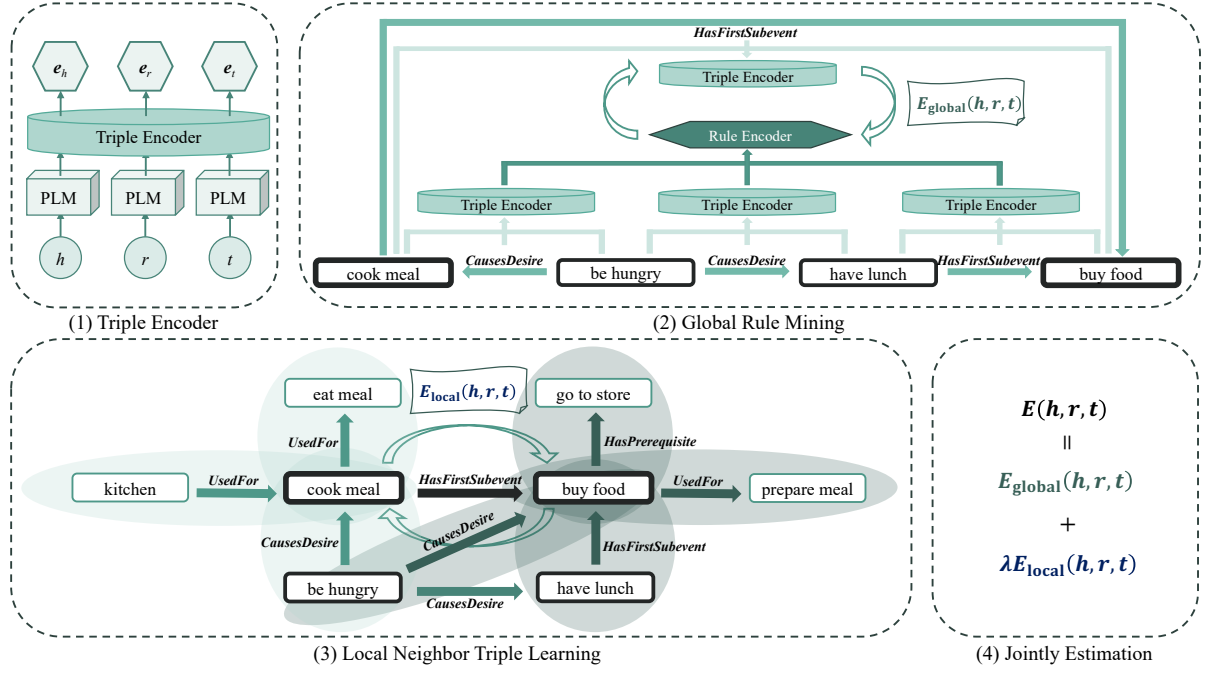 e_h e_r e_t
Triple Encoder
PLM PLM PLM
h r t
(1) Triple Encoder
HasFirstSubevent
Triple Encoder
E_global(h, r, t)
Rule Encoder
Triple Encoder Triple Encoder Triple Encoder
CausesDesire CausesDesire HasFirstSubevent
cook meal be hungry have lunch buy food
(2) Global Rule Mining
eat meal E_local(h, r, t) go to store
UsedFor HasPrerequisite
UsedFor HasFirstSubevent UsedFor
kitchen cook meal buy food prepare meal
CausesDesire CausesDesire HasFirstSubevent
be hungry have lunch
CausesDesire
(3) Local Neighbor Triple Learning
E(h, r, t)
=
E_global(h, r, t)
+
λE_local(h, r, t)
(4) Jointly Estimation